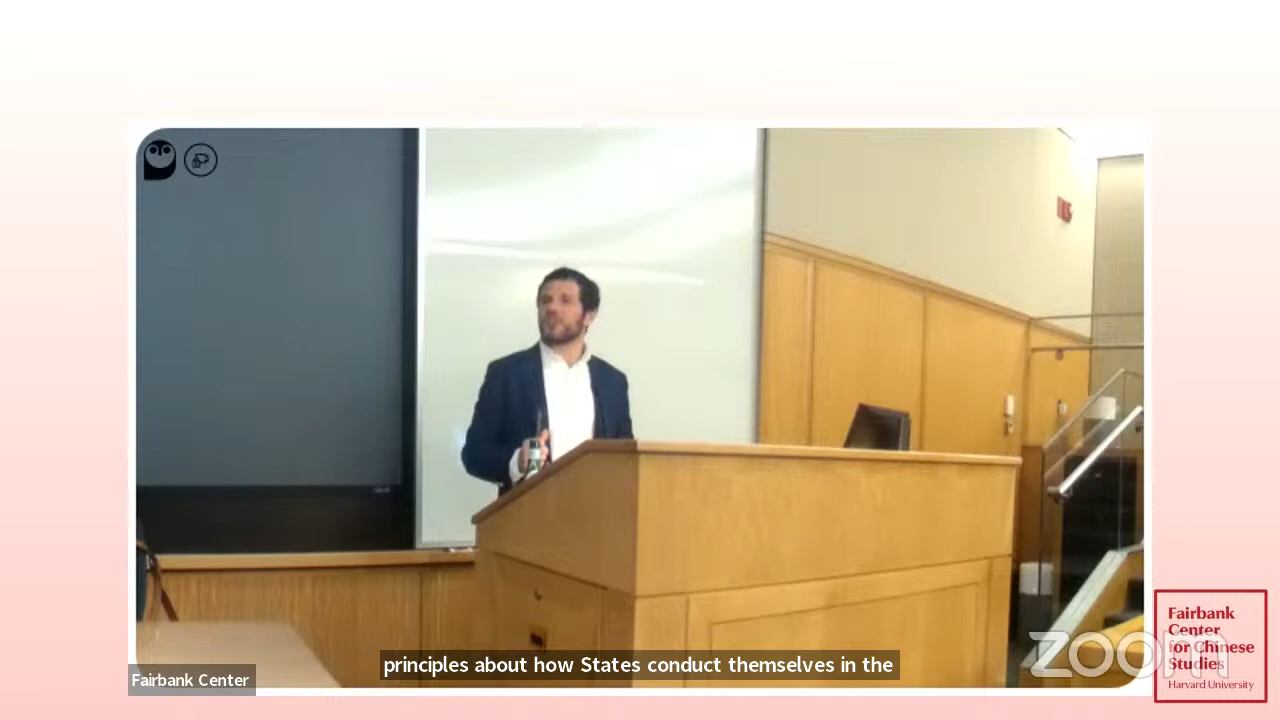 principles about how States conduct themselves in the
Fairbank Center
zoom
Fairbank
Center
for Chinese
Studies
Harvard University